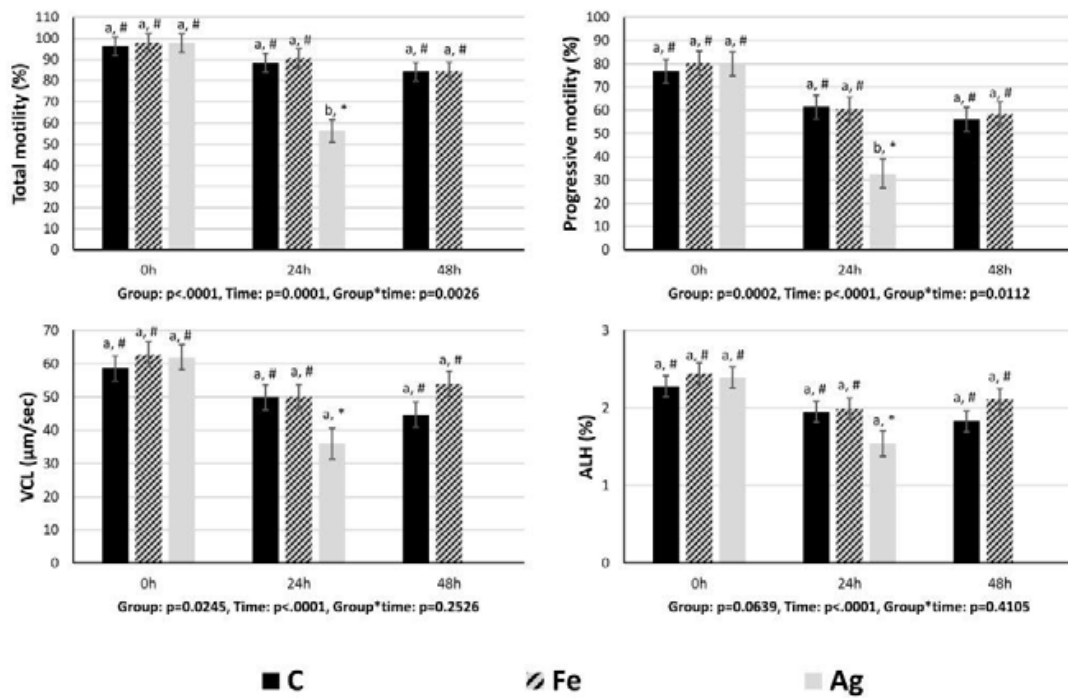 Total motility (%)
110
100
90
80
70
60
50
40
30
20
10
0
a, # a, # a, #
a, # a, # b, *
a, # a, #
0h 24h 48h
Group: p<.0001, Time: p=0.0001, Group*time: p=0.0026
Progressive motility (%)
100
90
80
70
60
50
40
30
20
10
0
a, # a, # a, #
a, # a, # b, *
a, # a, #
0h 24h 48h
Group: p=0.0002, Time: p<.0001, Group*time: p=0.0112
VCL (μm/sec)
70
60
50
40
30
20
10
0
a, # a, # a, #
a, # a, # a, *
a, # a, #
0h 24h 48h
Group: p=0.0245, Time: p<.0001, Group*time: p=0.2526
ALH (%)
3
2
1
0
a, # a, # a, #
a, # a, # a, *
a, # a, #
0h 24h 48h
Group: p=0.0639, Time: p<.0001, Group*time: p=0.4105
C Fe Ag